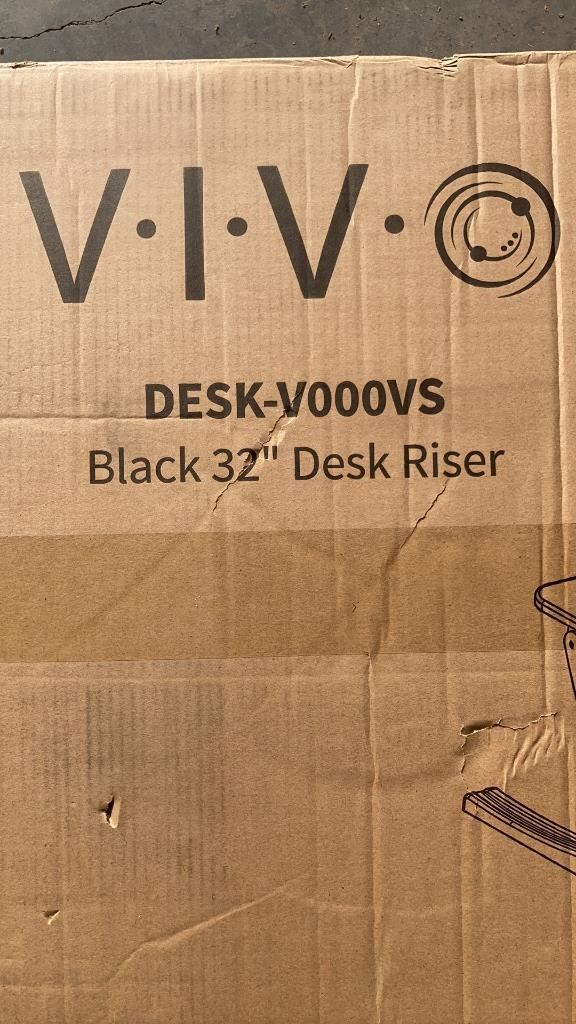 V·I·V·O
DESK-V000VS
Black 32" Desk Riser